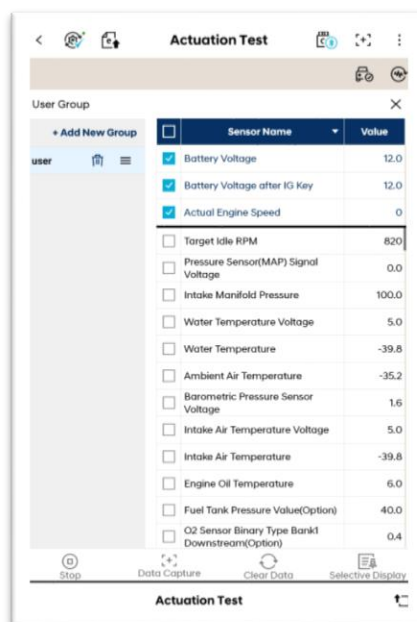 Actuation Test
User Group
+ Add New Group
Sensor Name
Value
user
Battery Voltage
12.0
Battery Voltage after IG Key
12.0
Actual Engine Speed
0
Target Idle RPM
820
Pressure Sensor(MAP) Signal
Voltage
0.0
Intake Manifold Pressure
100.0
Water Temperature Voltage
5.0
Water Temperature
-39.8
Ambient Air Temperature
-35.2
Barometric Pressure Sensor
Voltage
1.6
Intake Air Temperature Voltage
5.0
Intake Air Temperature
-39.8
Engine Oil Temperature
6.0
Fuel Tank Pressure Value(Option)
40.0
O2 Sensor Binary Type Bank1
Downstream(Option)
0.4
Stop
Data Capture
Clear Data
Selective Display
Actuation Test